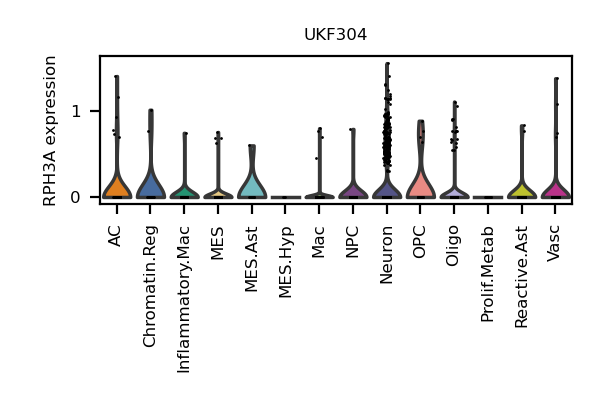 UKF304
RPH3A expression
1
0
AC
Chromatin.Reg
Inflammatory.Mac
MES
MES.Ast
MES.Hyp
Mac
NPC
Neuron
OPC
Oligo
Prolif.Metab
Reactive.Ast
Vasc